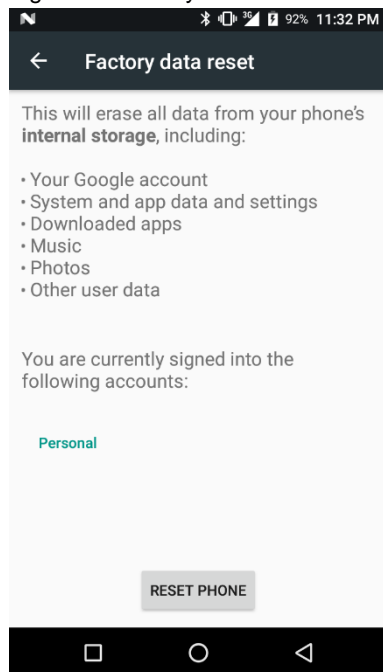 3G 92% 11:32 PM
Factory data reset
This will erase all data from your phone's
internal storage, including:
• Your Google account
• System and app data and settings
• Downloaded apps
• Music
• Photos
• Other user data
You are currently signed into the
following accounts:
Personal
RESET PHONE